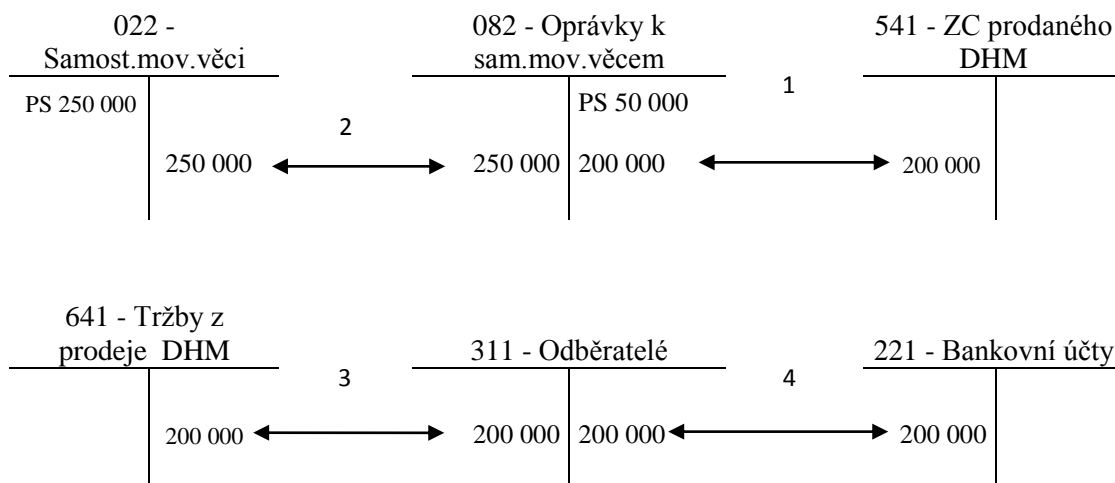 022 -
Samost.mov.věci
082 - Oprávky k
sam.mov.věcem
541 - ZC prodaného
DHM
PS 250 000
PS 50 000
1
2
250 000
250 000
200 000
200 000
641 - Tržby z
prodeje DHM
311 - Odběratelé
221 - Bankovní účty
3
4
200 000
200 000
200 000
200 000